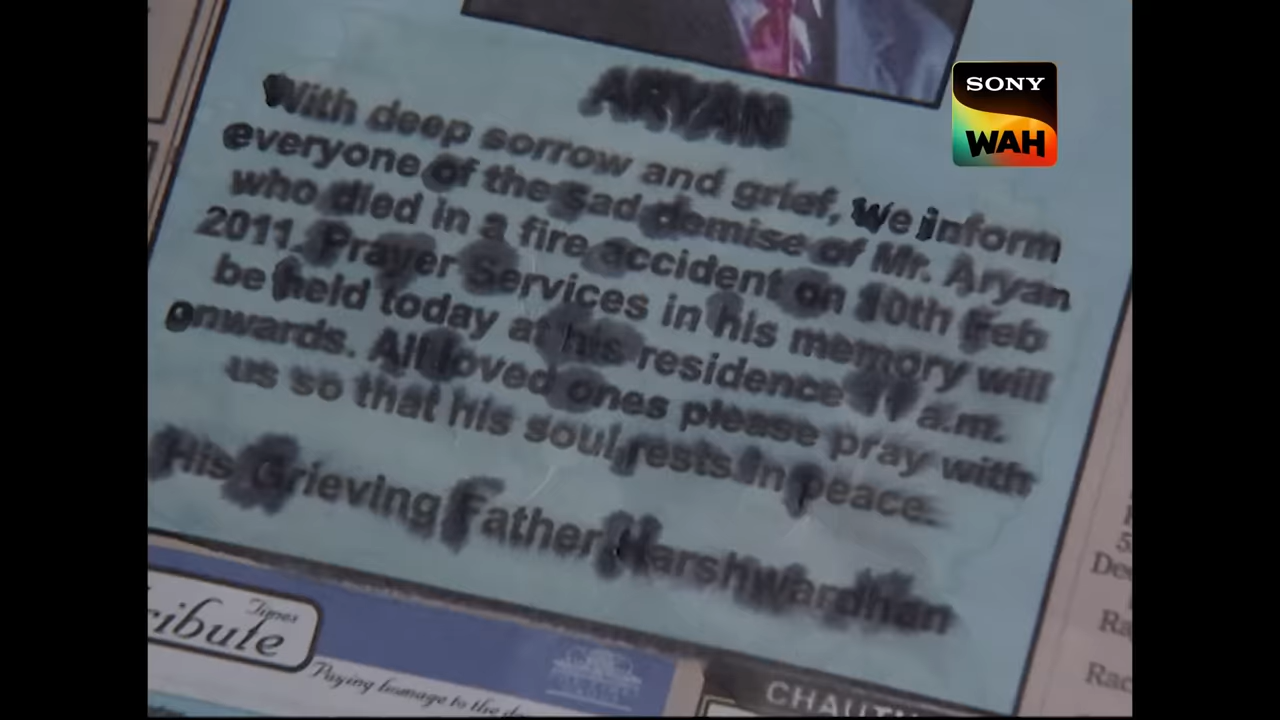 SONY
WAH
ARYAN
With deep sorrow and grief, We inform
everyone of the sad demise of Mr. Aryan
who died in a fire accident on 10th Feb
2011. Prayer Services in his memory will
be held today at his residence 11 a.m.
onwards. All loved ones please pray with
us so that his soul rests in peace.
His Grieving Father Harshwardhan
Times
Paying homage to the